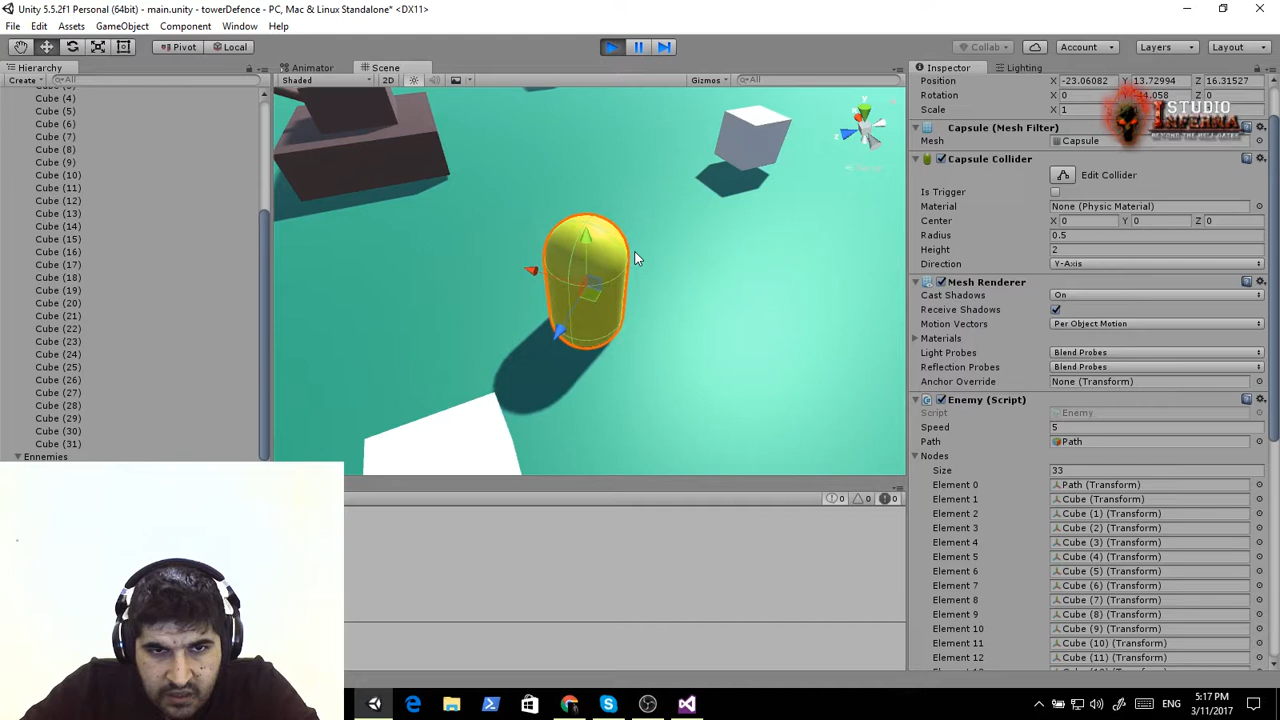 Unity 5.5.2f1 Personal (64bit) - main.unity - towerDefence - PC, Mac & Linux Standalone* <DX11>
File Edit Assets GameObject Component Window Help
Pivot Local Collab Account Layers Layout
Hierarchy Animator Scene Inspector Lighting
Create All Shaded 2D Gizmos All
Position X -23.06082 Y 13.72994 Z 16.31527
Rotation X 0 Y 44.058 Z 0
Scale X 1
STUDIO
INFERNA
BEYOND THE HELL GATES
Cube (4)
Cube (5)
Cube (6)
Cube (7)
Cube (8)
Cube (9)
Cube (10)
Cube (11)
Cube (12)
Cube (13)
Cube (14)
Cube (15)
Cube (16)
Cube (17)
Cube (18)
Cube (19)
Cube (20)
Cube (21)
Cube (22)
Cube (23)
Cube (24)
Cube (25)
Cube (26)
Cube (27)
Cube (28)
Cube (29)
Cube (30)
Cube (31)
Ennemies
y
z
0 0 0
Capsule (Mesh Filter)
Mesh Capsule
Capsule Collider
Edit Collider
Is Trigger
Material None (Physic Material)
Center X 0 Y 0 Z 0
Radius 0.5
Height 2
Direction Y-Axis
Mesh Renderer
Cast Shadows On
Receive Shadows
Motion Vectors Per Object Motion
Materials
Light Probes Blend Probes
Reflection Probes Blend Probes
Anchor Override None (Transform)
Enemy (Script)
Script Enemy
Speed 5
Path Path
Nodes
Size 33
Element 0 Path (Transform)
Element 1 Cube (Transform)
Element 2 Cube (1) (Transform)
Element 3 Cube (2) (Transform)
Element 4 Cube (3) (Transform)
Element 5 Cube (4) (Transform)
Element 6 Cube (5) (Transform)
Element 7 Cube (6) (Transform)
Element 8 Cube (7) (Transform)
Element 9 Cube (8) (Transform)
Element 10 Cube (9) (Transform)
Element 11 Cube (10) (Transform)
Element 12 Cube (11) (Transform)
ENG
5:17 PM
3/11/2017